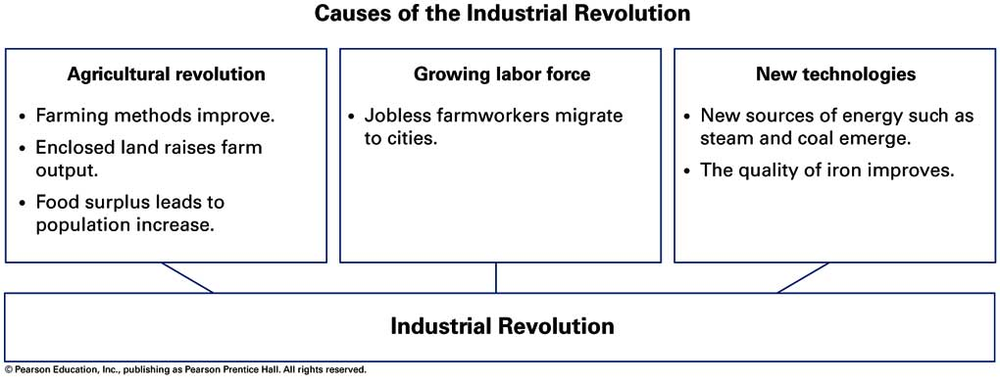 Causes of the Industrial Revolution
Agricultural revolution
• Farming methods improve.
• Enclosed land raises farm
output.
• Food surplus leads to
population increase.
Growing labor force
• Jobless farmworkers migrate
to cities.
New technologies
• New sources of energy such as
steam and coal emerge.
• The quality of iron improves.
Industrial Revolution
© Pearson Education, Inc., publishing as Pearson Prentice Hall. All rights reserved.